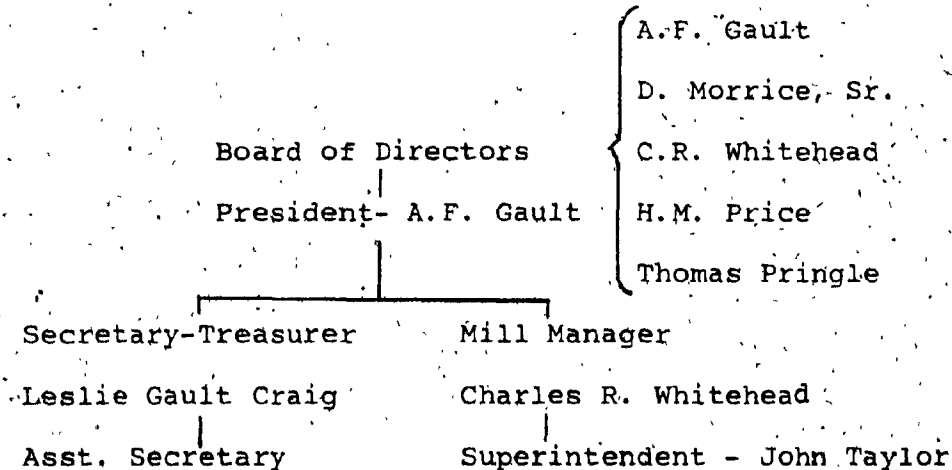 A.F. Gault
D. Morrice, Sr.
Board of Directors
C.R. Whitehead
President- A.F. Gault
H.M. Price
Thomas Pringle
Secretary-Treasurer
Mill Manager
Leslie Gault Craig
Charles R. Whitehead
Asst. Secretary
Superintendent - John Taylor